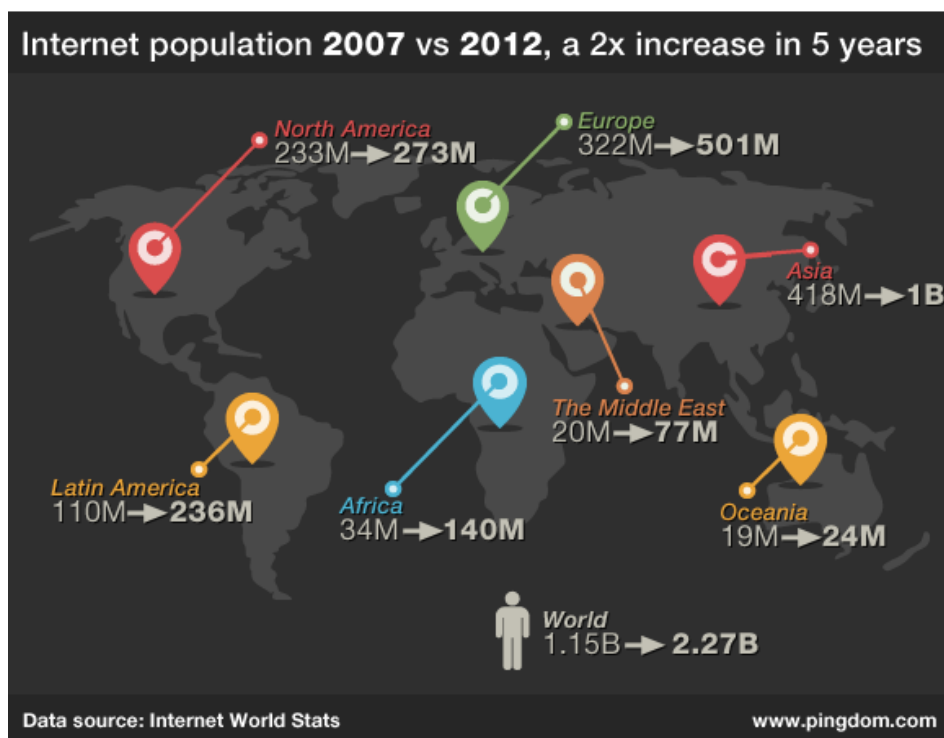 Internet population 2007 vs 2012, a 2x increase in 5 years
North America
233M→273M
Europe
322M→501M
Asia
418M→1B
The Middle East
20M→77M
Latin America
110M→236M
Africa
34M→140M
Oceania
19M→24M
World
1.15B→2.27B
Data source: Internet World Stats
www.pingdom.com